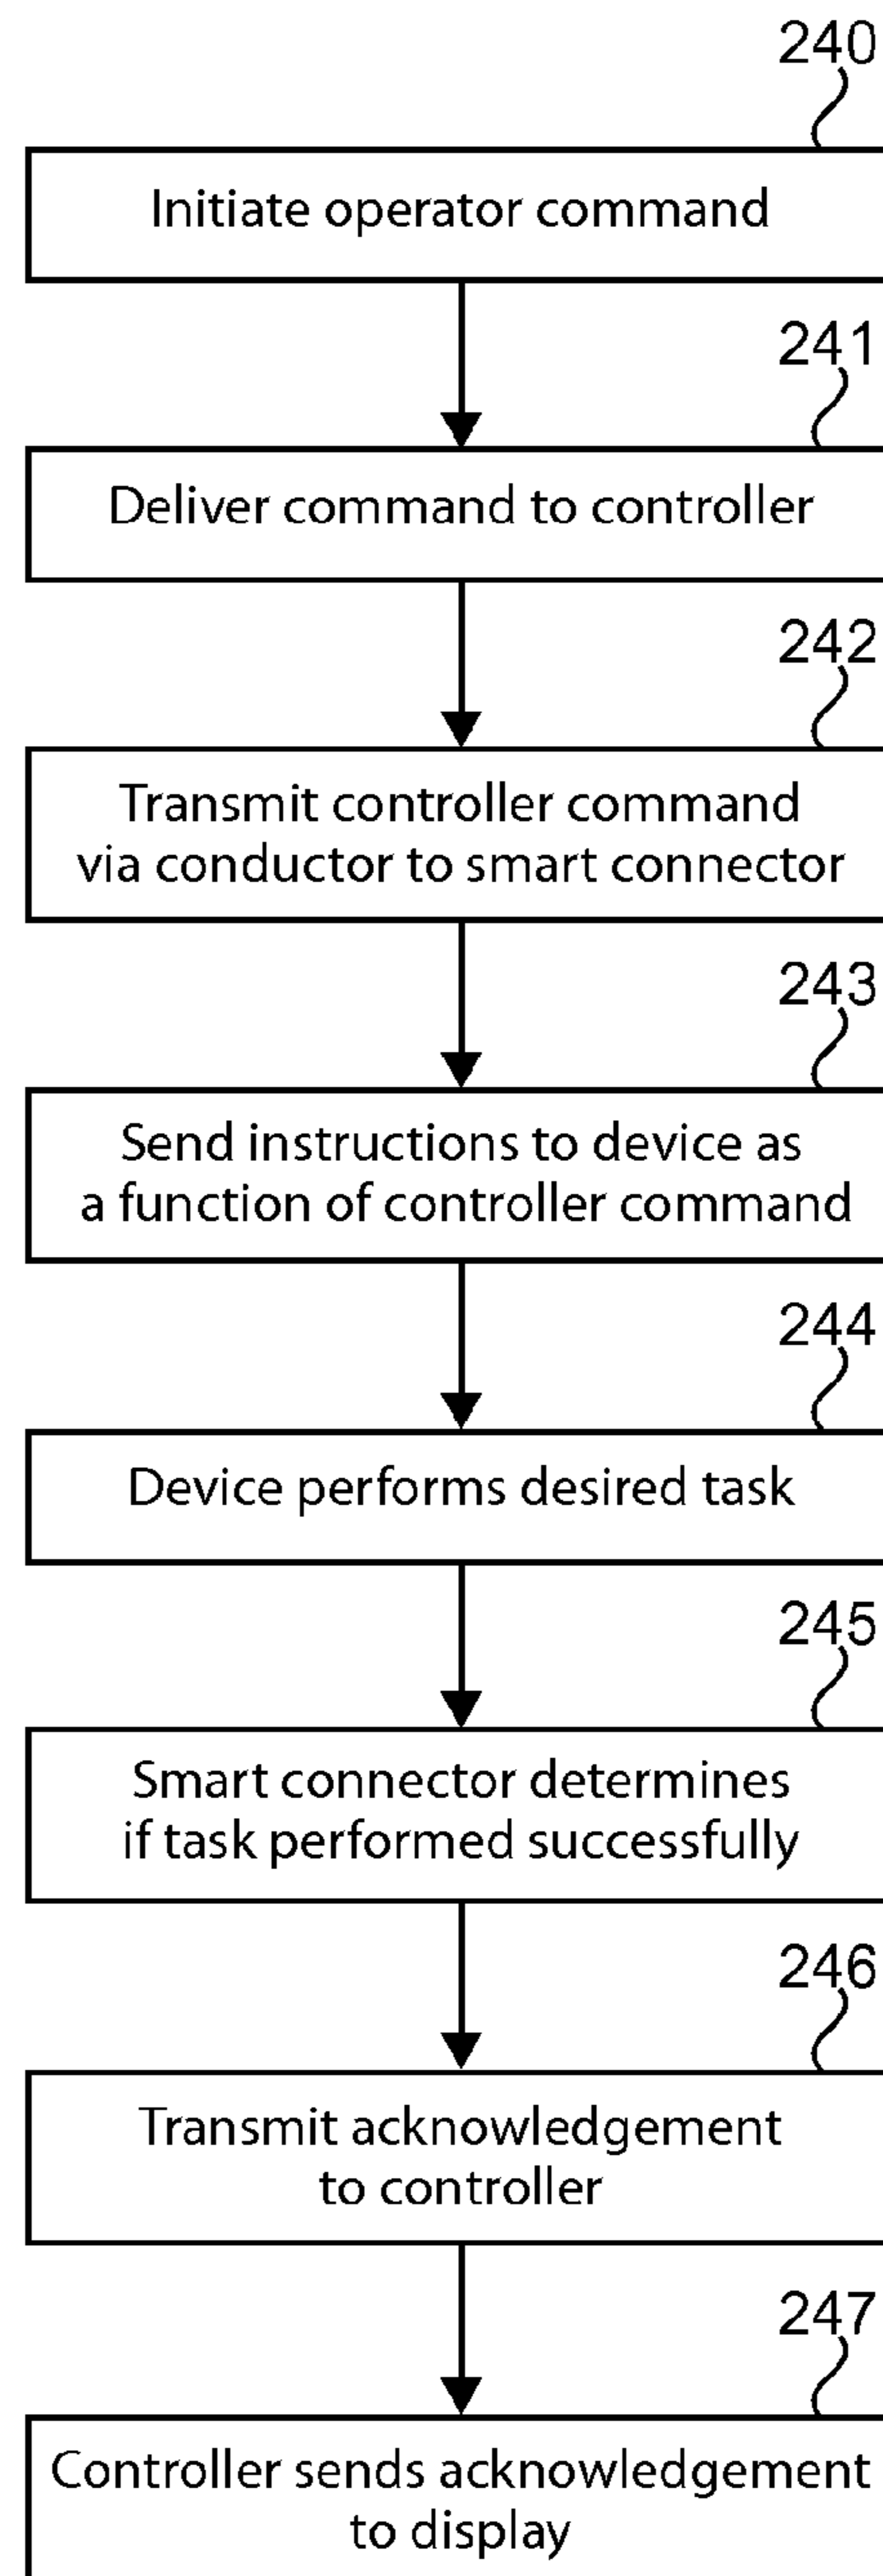 240
Initiate operator command
241
Deliver command to controller
242
Transmit controller command
via conductor to smart connector
243
Send instructions to device as
a function of controller command
244
Device performs desired task
245
Smart connector determines
if task performed successfully
246
Transmit acknowledgement
to controller
247
Controller sends acknowledgement
to display